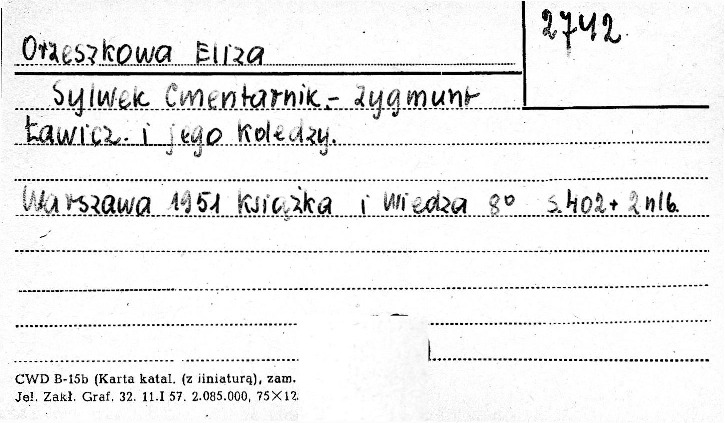 2742
Orzeszkowa Eliza
Sylwek Cmentarnik.- Zygmunt
Ławicz. i jego koledzy.
Warszawa 1951 Książka i Wiedza 8° s.402+2nlb.
CWD B-15b (Karta katal. (z liniaturą), zam.
Jel. Zakł. Graf. 32. 11.I 57. 2.085.000, 75×12.